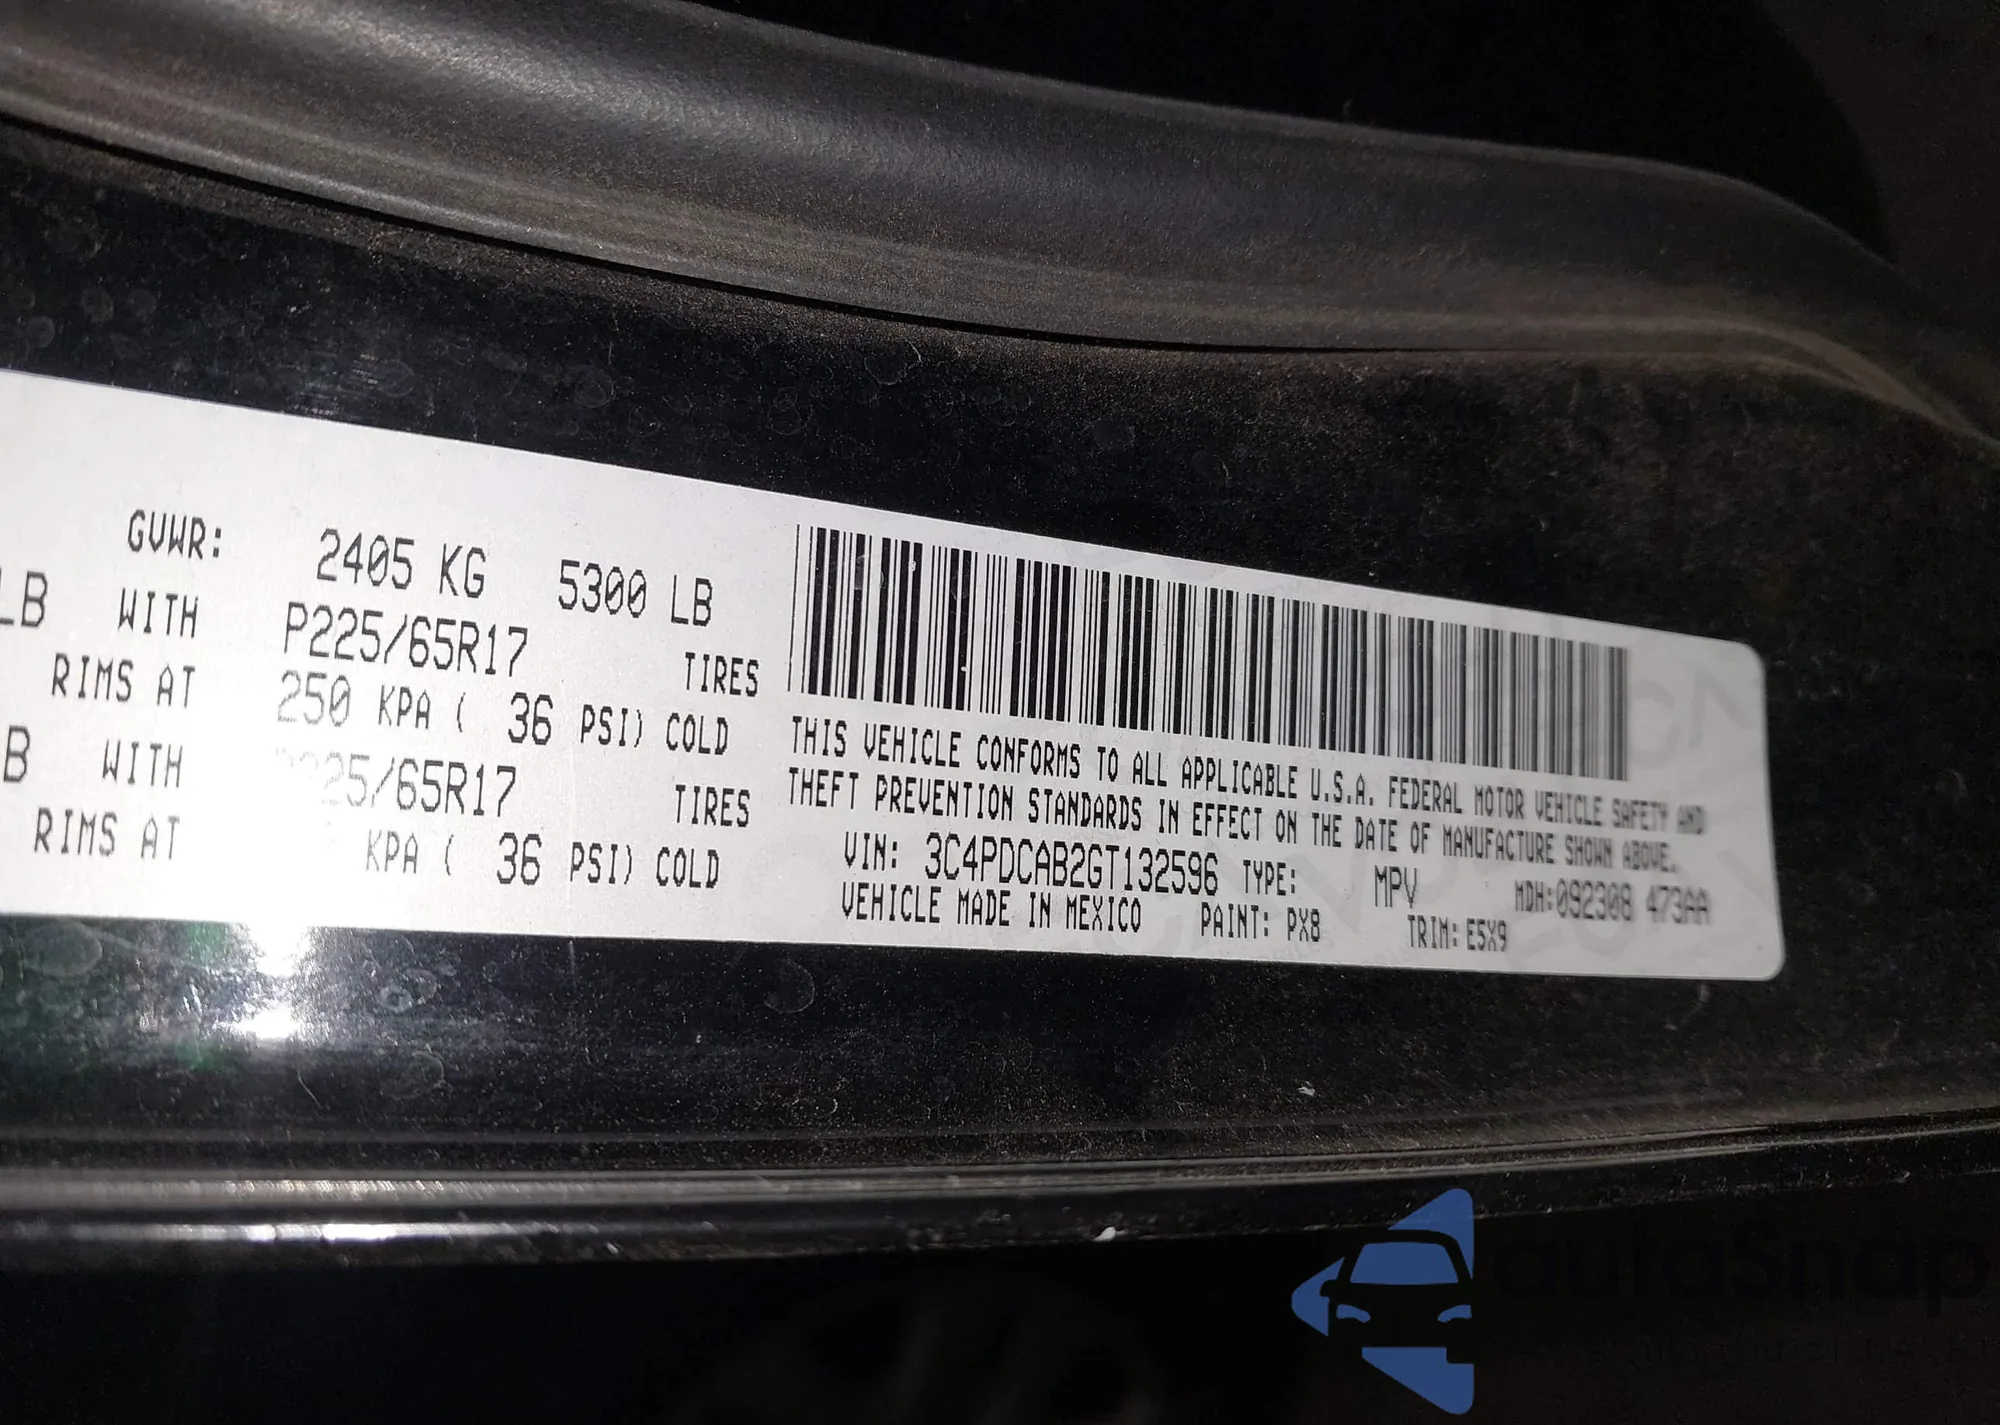 GVWR: 2405 KG 5300 LB
LB WITH P225/65R17 TIRES
RIMS AT 250 KPA ( 36 PSI) COLD
B WITH 225/65R17 TIRES
RIMS AT KPA ( 36 PSI) COLD
THIS VEHICLE CONFORMS TO ALL APPLICABLE U.S.A. FEDERAL MOTOR VEHICLE SAFETY AND
THEFT PREVENTION STANDARDS IN EFFECT ON THE DATE OF MANUFACTURE SHOWN ABOVE.
VIN: 3C4PDCAB2GT132596 TYPE: MPV MDH:092308 473AA
VEHICLE MADE IN MEXICO PAINT: PX8 TRIM: E5X9
auraSnap